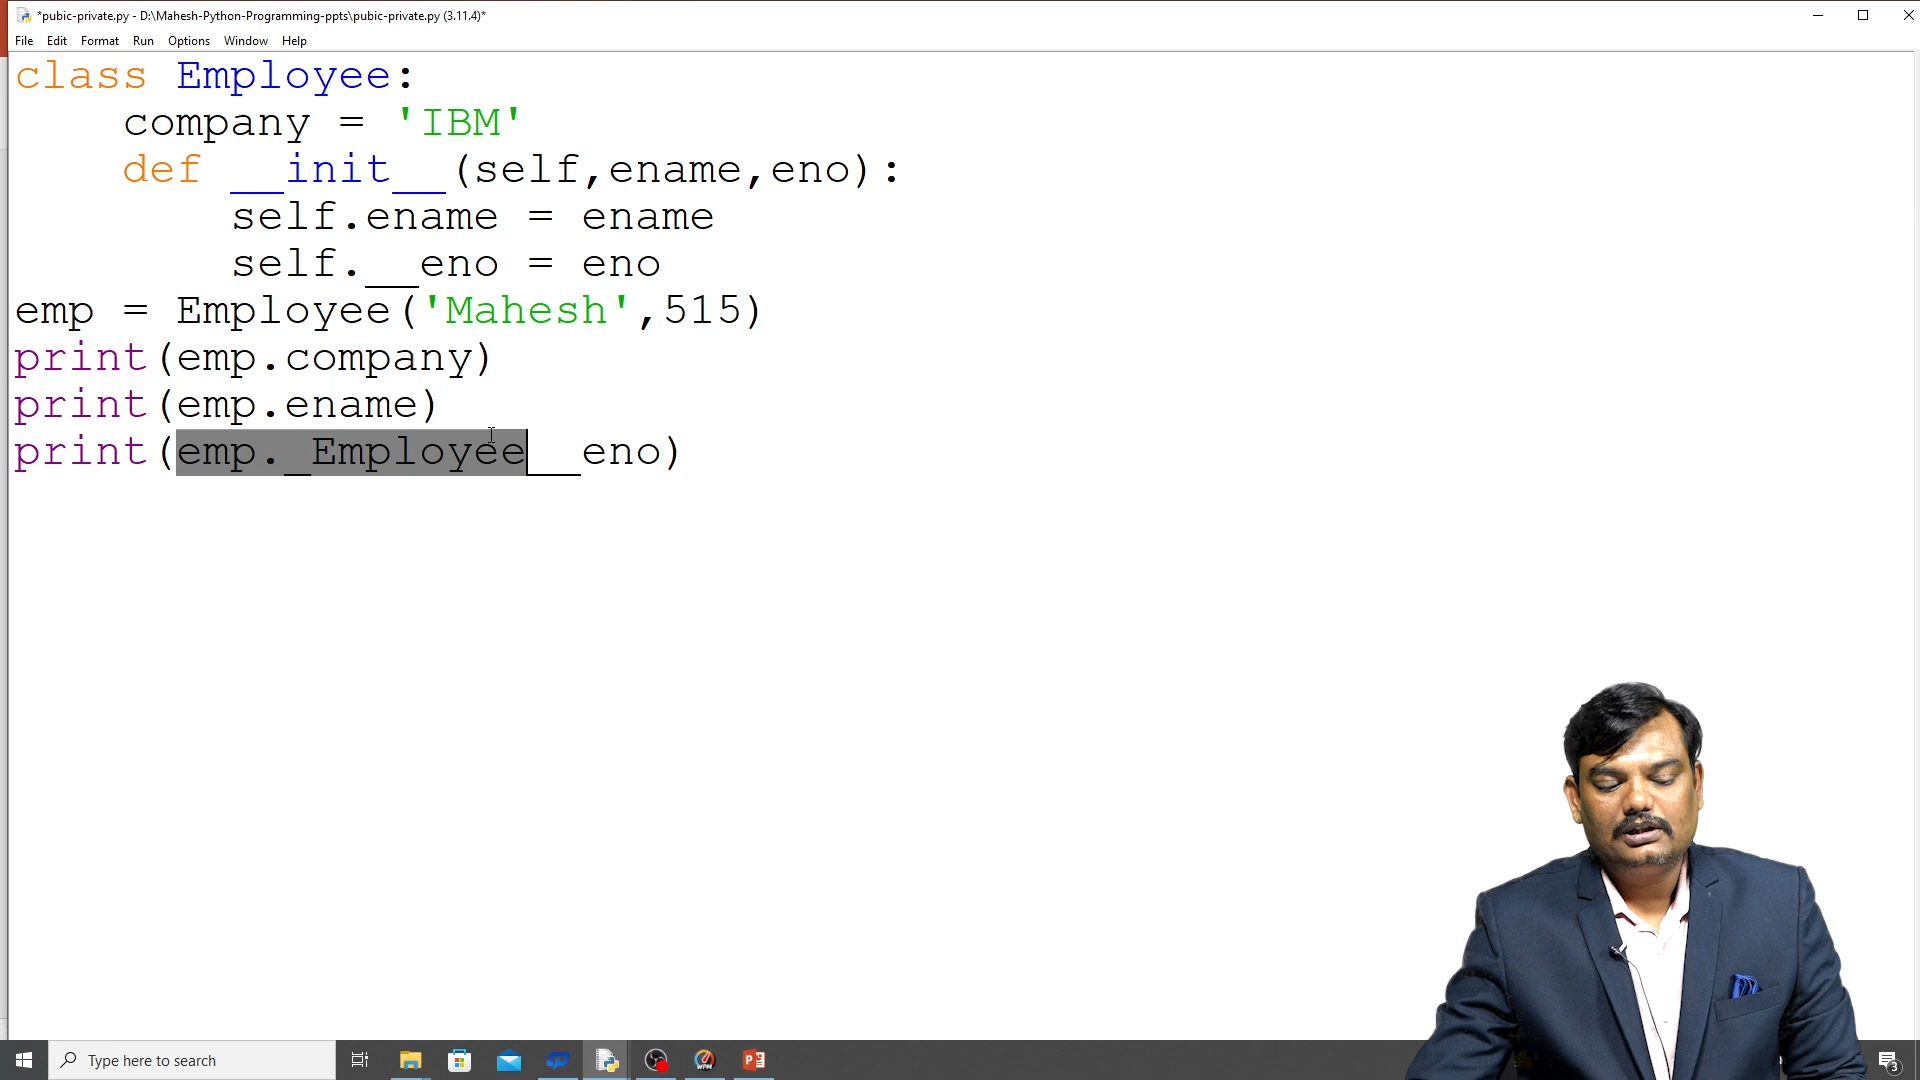 *pubic-private.py - D:\Mahesh-Python-Programming-ppts\pubic-private.py (3.11.4)*
File Edit Format Run Options Window Help
class Employee:
    company = 'IBM'
    def __init__(self,ename,eno):
        self.ename = ename
        self.__eno = eno
emp = Employee('Mahesh',515)
print(emp.company)
print(emp.ename)
print(emp._Employee__eno)
Type here to search
WPM
P
3